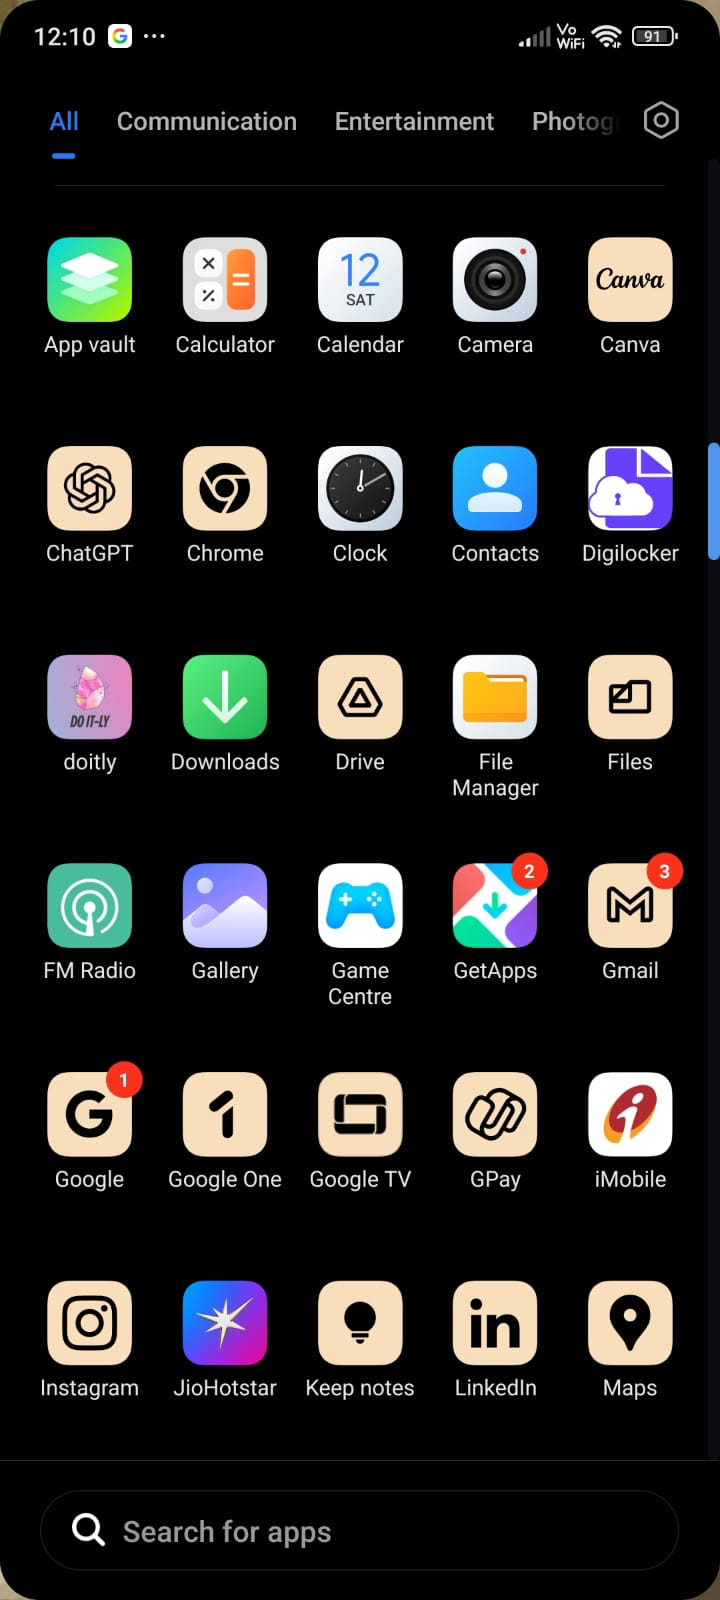 12:10 G ... Vo WiFi 91
All Communication Entertainment Photog
12
SAT
Canva
App vault Calculator Calendar Camera Canva
ChatGPT Chrome Clock Contacts Digilocker
DO IT-LY
doitly Downloads Drive File Manager Files
2 3
FM Radio Gallery Game Centre GetApps Gmail
1
Google Google One Google TV GPay iMobile
in
Instagram JioHotstar Keep notes LinkedIn Maps
Search for apps